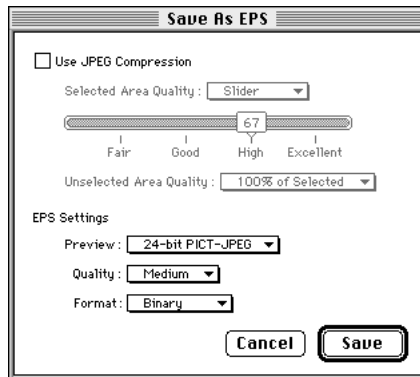 Save As EPS
Use JPEG Compression
Selected Area Quality: Slider
67
Fair Good High Excellent
Unselected Area Quality: 100% of Selected
EPS Settings
Preview: 24-bit PICT-JPEG
Quality: Medium
Format: Binary
Cancel Save